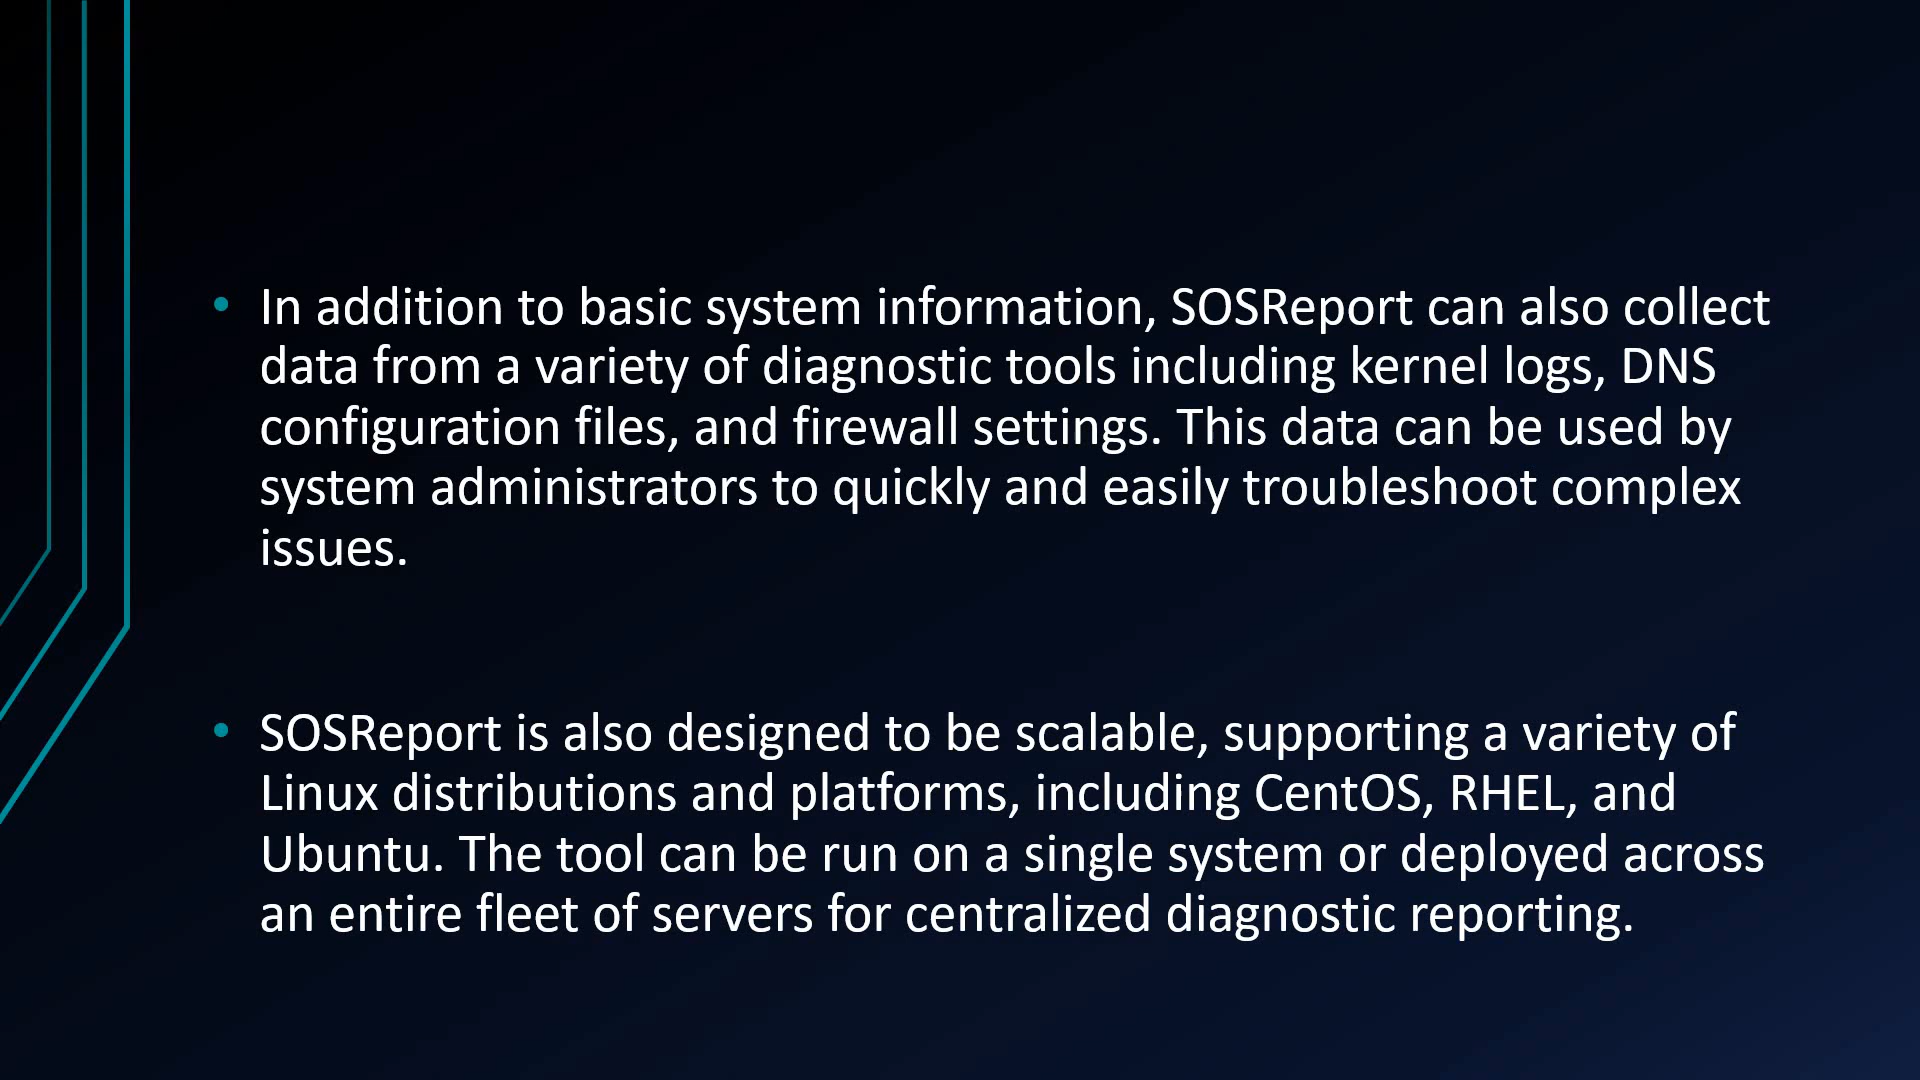 • In addition to basic system information, SOSReport can also collect
data from a variety of diagnostic tools including kernel logs, DNS
configuration files, and firewall settings. This data can be used by
system administrators to quickly and easily troubleshoot complex
issues.
• SOSReport is also designed to be scalable, supporting a variety of
Linux distributions and platforms, including CentOS, RHEL, and
Ubuntu. The tool can be run on a single system or deployed across
an entire fleet of servers for centralized diagnostic reporting.